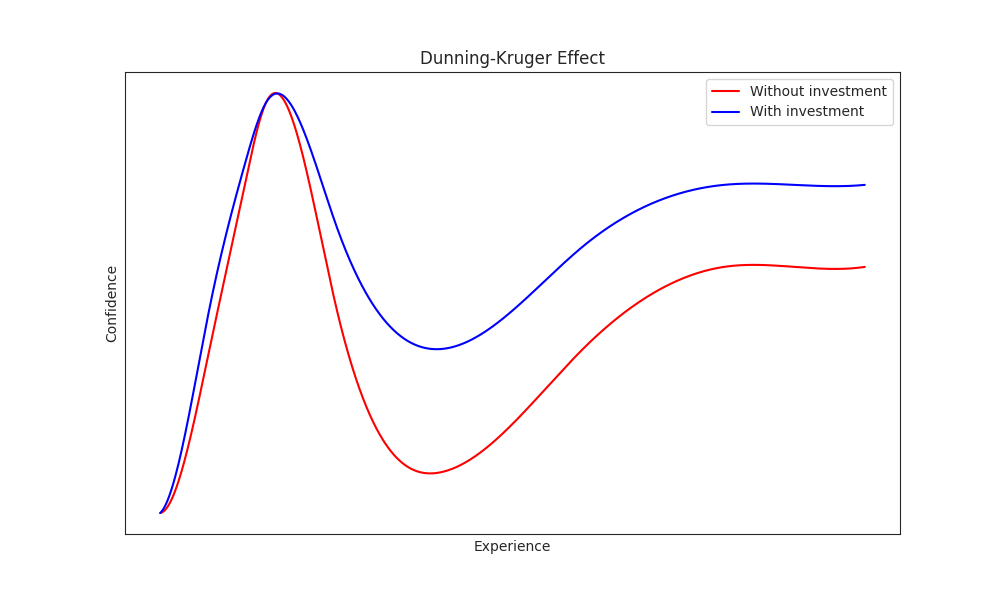 Dunning-Kruger Effect
Without investment
With investment
Confidence
Experience